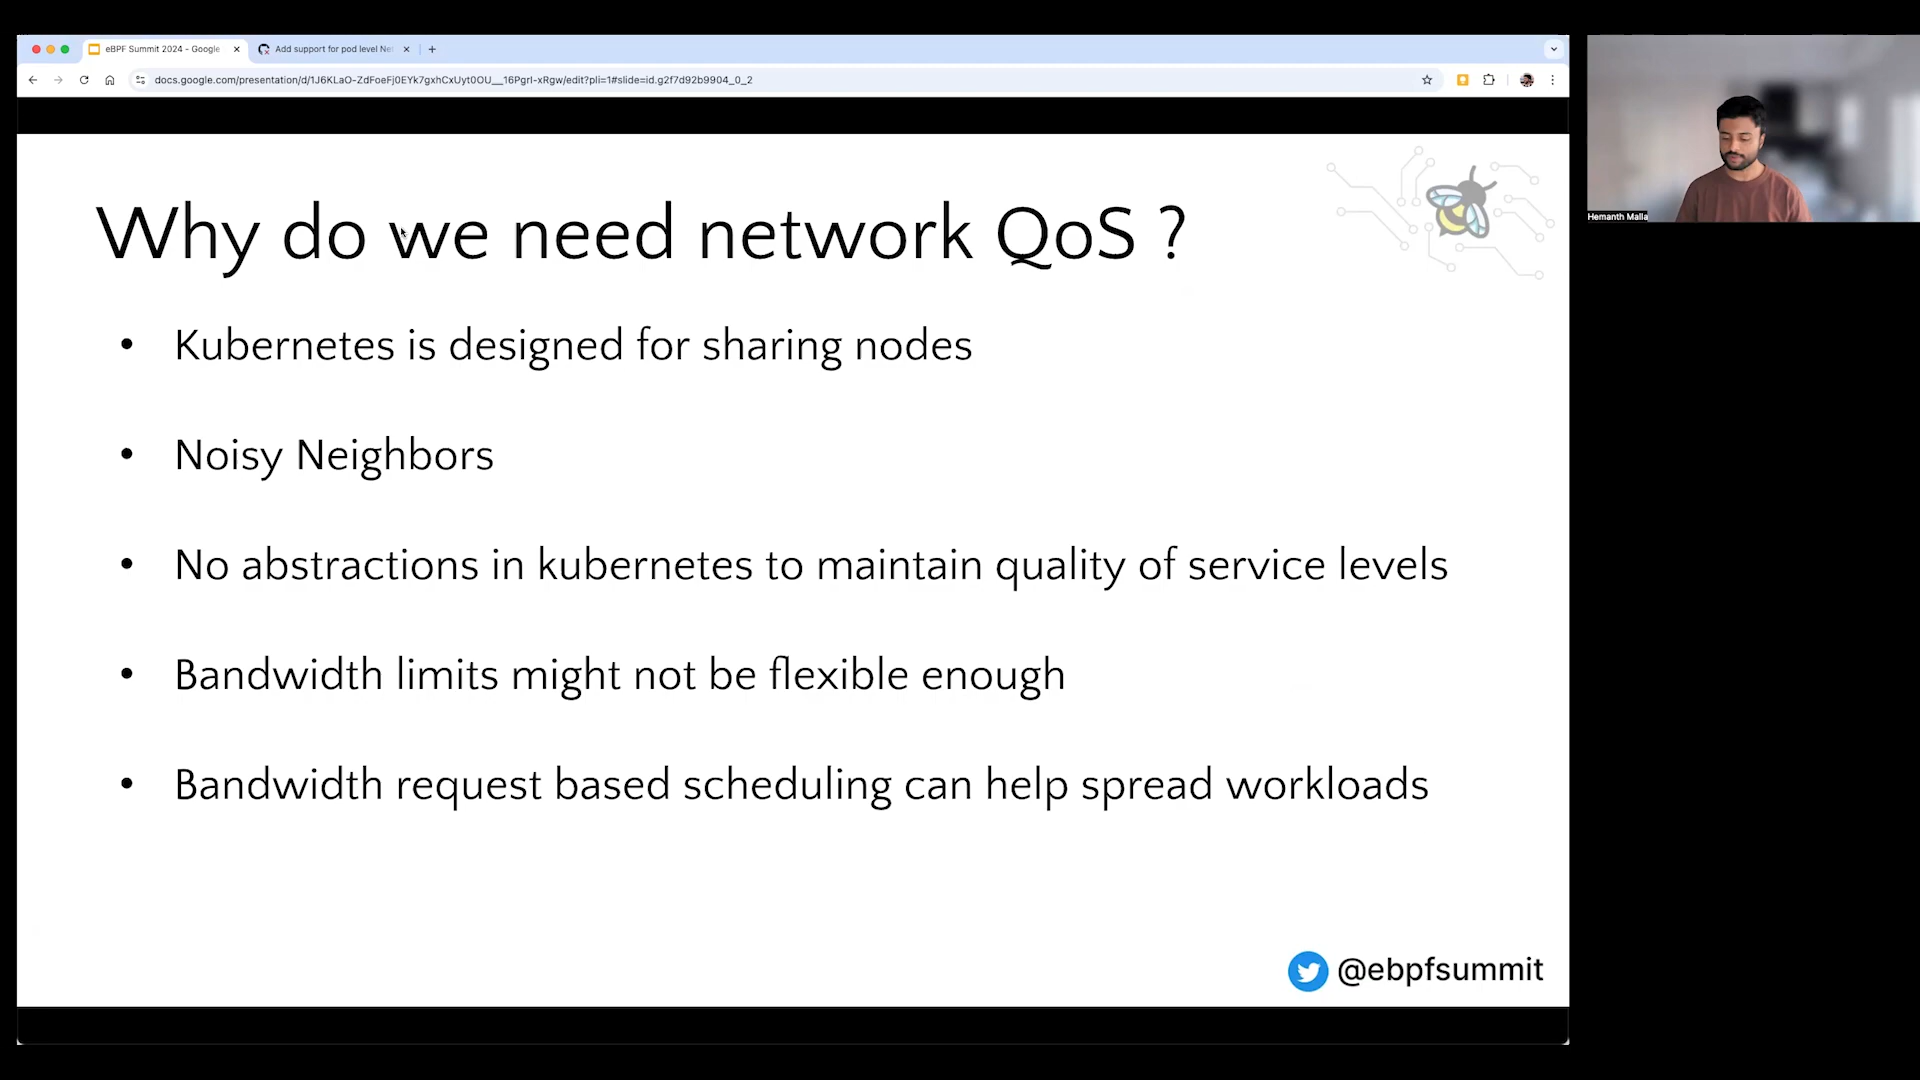 eBPF Summit 2024 - Google
Add support for pod level Net
docs.google.com/presentation/d/1J6KLaO-ZdFoeFj0EYk7gxhCxUyt0OU__16PgrI-xRgw/edit?pli=1#slide=id.g2f7d92b9904_0_2
Why do we need network QoS ?
• Kubernetes is designed for sharing nodes
• Noisy Neighbors
• No abstractions in kubernetes to maintain quality of service levels
• Bandwidth limits might not be flexible enough
• Bandwidth request based scheduling can help spread workloads
@ebpfsummit
Hemanth Malla